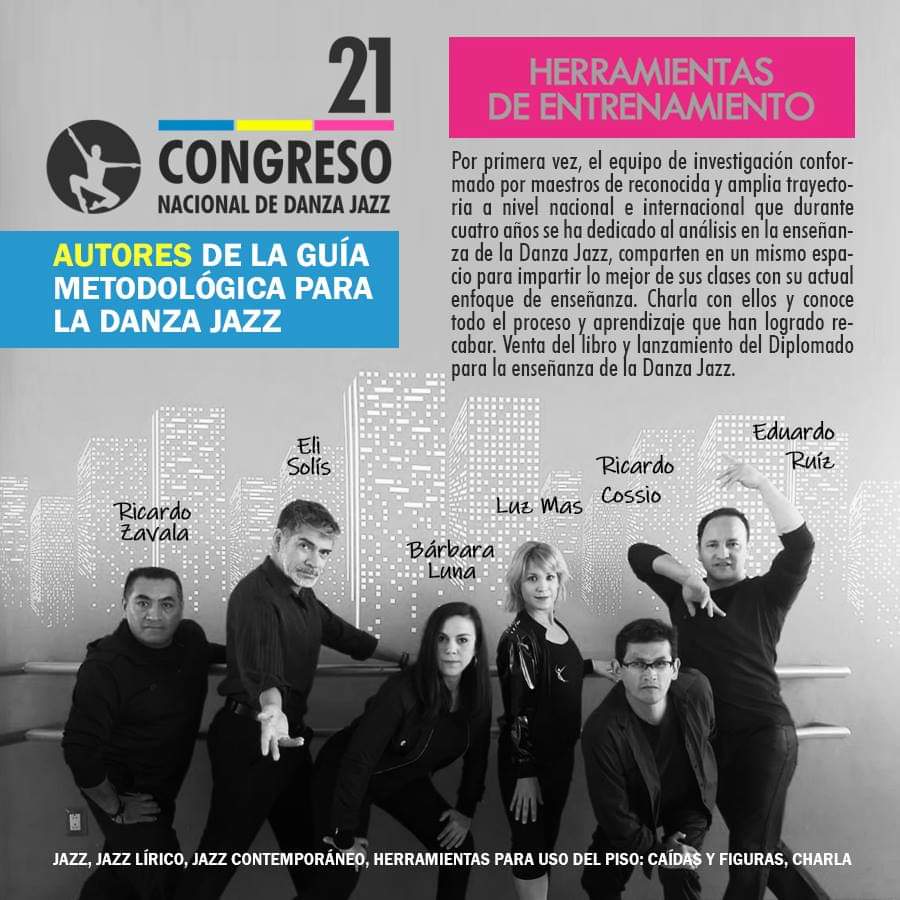 21
CONGRESO
NACIONAL DE DANZA JAZZ
AUTORES DE LA GUÍA
METODOLÓGICA PARA
LA DANZA JAZZ
HERRAMIENTAS
DE ENTRENAMIENTO
Por primera vez, el equipo de investigación confor-
mado por maestros de reconocida y amplia trayecto-
ria a nivel nacional e internacional que durante
cuatro años se ha dedicado al análisis en la enseñan-
za de la Danza Jazz, comparten en un mismo espa-
cio para impartir lo mejor de sus clases con su actual
enfoque de enseñanza. Charla con ellos y conoce
todo el proceso y aprendizaje que han logrado re-
cabar. Venta del libro y lanzamiento del Diplomado
para la enseñanza de la Danza Jazz.
Ricardo
Zavala
Eli
Solís
Bárbara
Luna
Luz Mas
Ricardo
Cossio
Eduardo
Ruíz
JAZZ, JAZZ LÍRICO, JAZZ CONTEMPORÁNEO, HERRAMIENTAS PARA USO DEL PISO: CAÍDAS Y FIGURAS, CHARLA